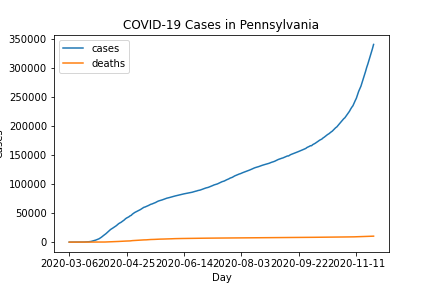 COVID-19 Cases in Pennsylvania
cases
deaths
350000
300000
250000
200000
150000
100000
50000
0
cases
2020-03-06 2020-04-25 2020-06-14 2020-08-03 2020-09-22 2020-11-11
Day